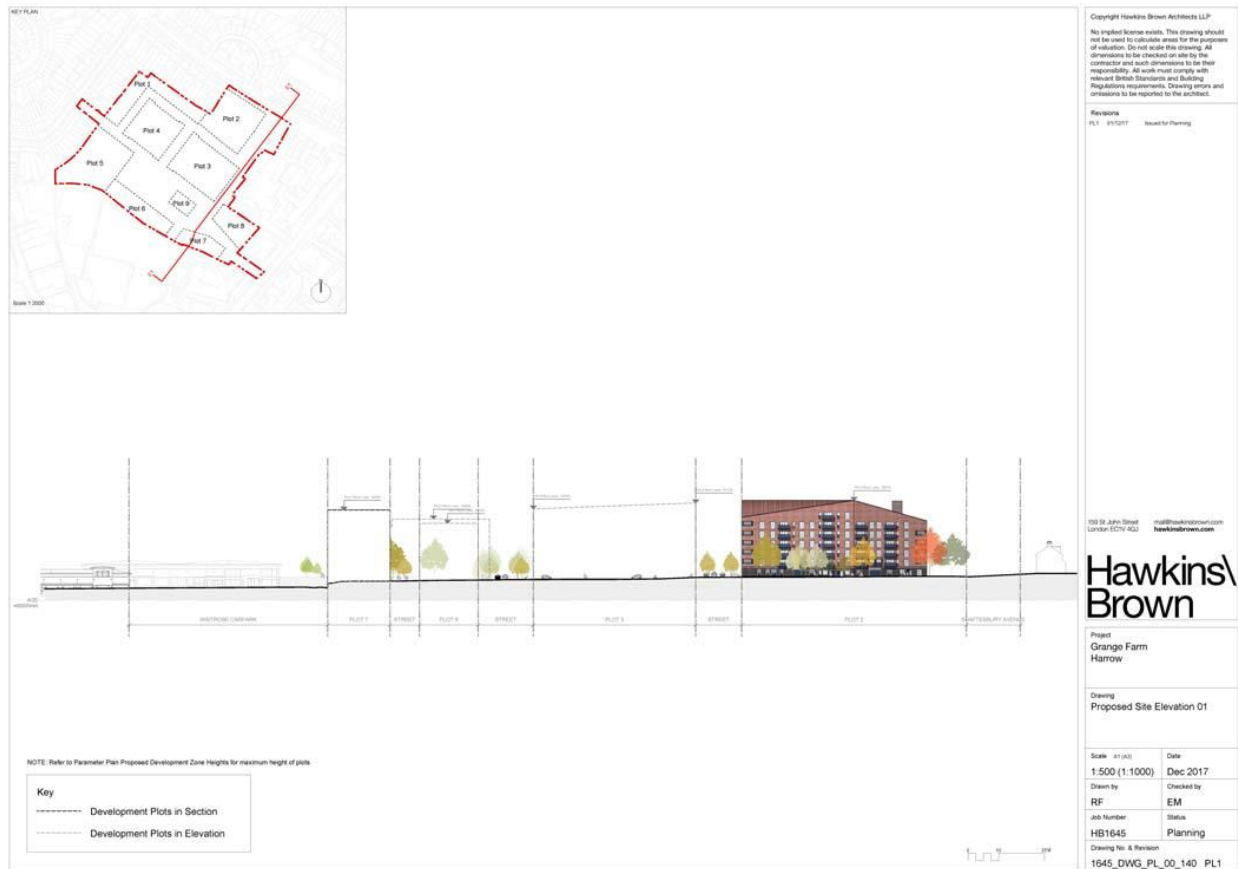 KEY PLAN
Plot 1
Plot 2
Plot 4
Plot 3
Plot 5
Plot 9
Plot 6
Plot 8
Plot 7
Scale 1:2000
WAITROSE CARPARK
PLOT 7
STREET
STREET
STREET
PLOT 2
SHAFTESBURY AVENUE
NOTE: Refer to Parameter Plan Proposed Development Zone Heights for maximum height of plots
Key
Development Plots in Section
Development Plots in Elevation
Copyright Hawkins Brown Architects LLP
No implied license exists. This drawing should
not be used to calculate areas for the purposes
of valuation. Do not scale this drawing. All
dimensions to be checked on site by the
contractor and such dimensions to be their
responsibility. All work must comply with
relevant British Standards and Building
Regulations requirements. Drawing errors and
omissions to be reported to the architect.
Revisions
PL1 01/12/17 Issued for Planning
159 St John Street mail@hawkinsbrown.com
London EC1V 4QJ hawkinsbrown.com
Hawkins\
Brown
Project
Grange Farm
Harrow
Drawing
Proposed Site Elevation 01
Scale A1 (A3) Date
1:500 (1:1000) Dec 2017
Drawn by Checked by
RF EM
Job Number Status
HB1645 Planning
Drawing No. & Revision
1645_DWG_PL_00_140 PL1